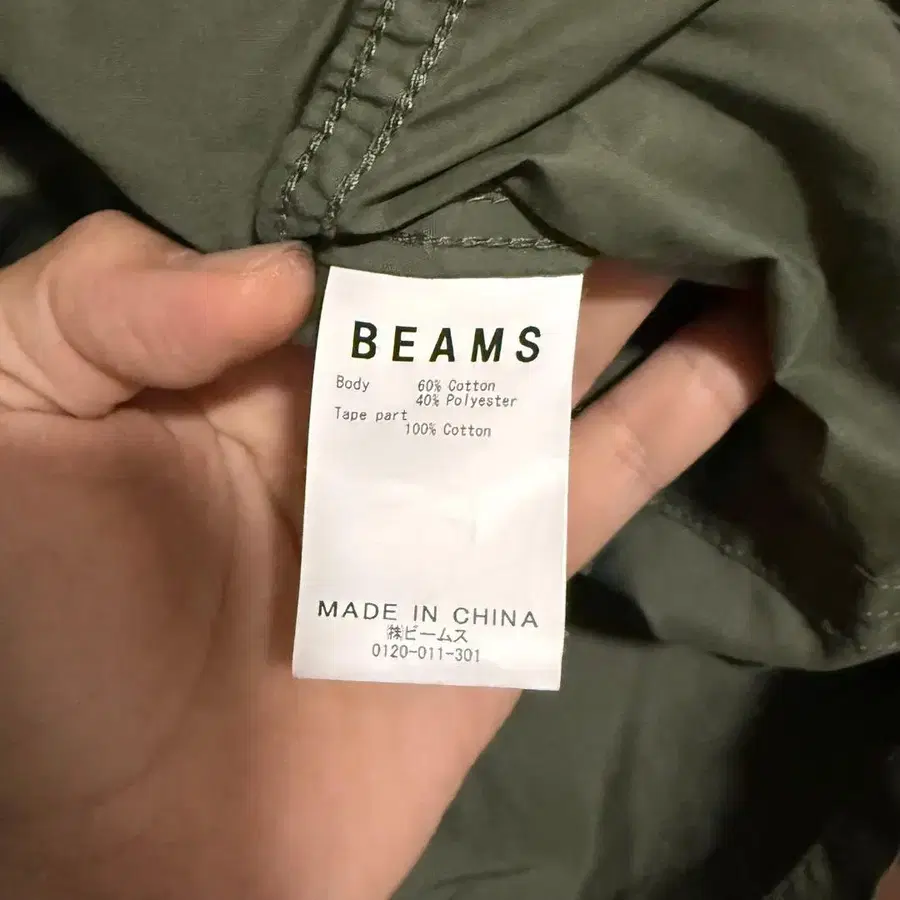 BEAMS
Body 60% Cotton
40% Polyester
Tape part
100% Cotton
MADE IN CHINA
㈱ビームス
0120-011-301